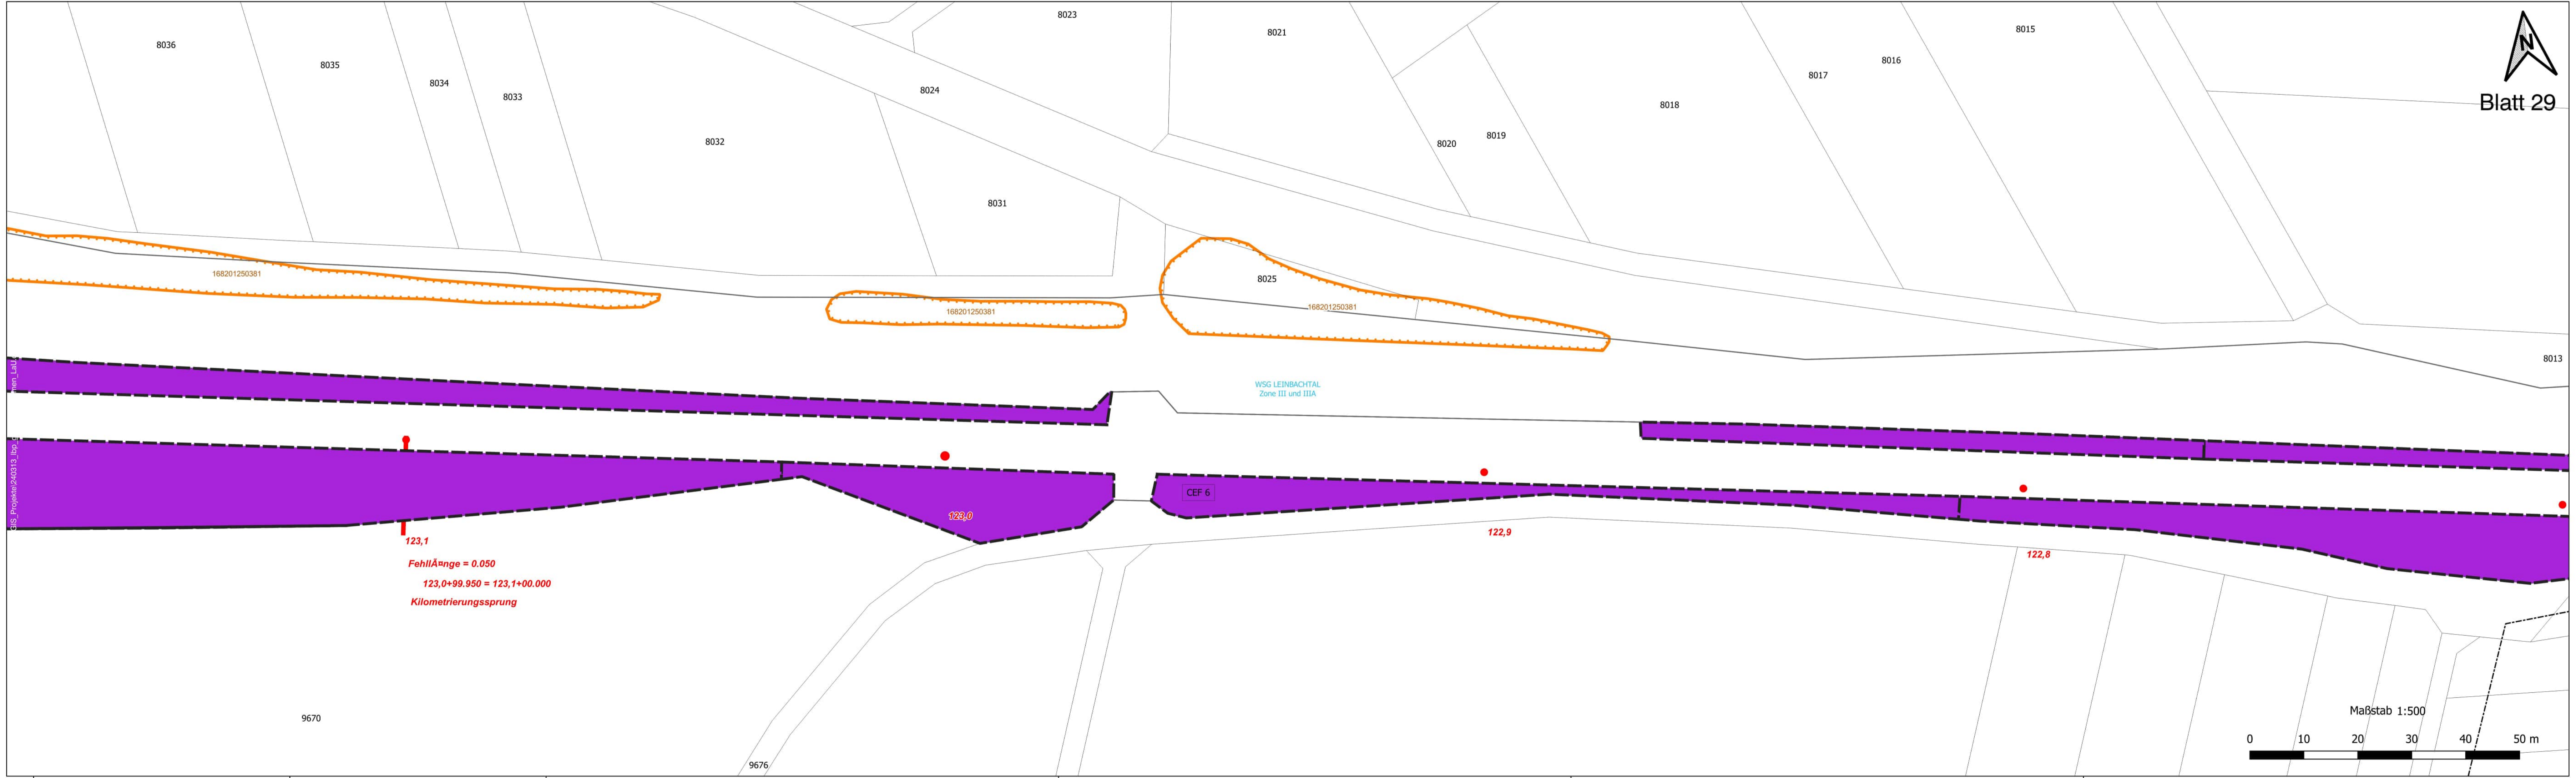 8023
8015
8021
8036
N
8016
8035
8017
8034
8024
8033
Blatt 29
8018
8019
8032
8020
8031
168201250381
8025
168201250381
168201250381
8013
WSG LEINBACHTAL
Zone III und IIIA
CEF 6
123,0
122,9
123,1
122,8
FehllÃ¤nge = 0.050
123,0+99.950 = 123,1+00.000
Kilometrierungssprung
9670
Maßstab 1:500
0 10 20 30 40 50 m
9676